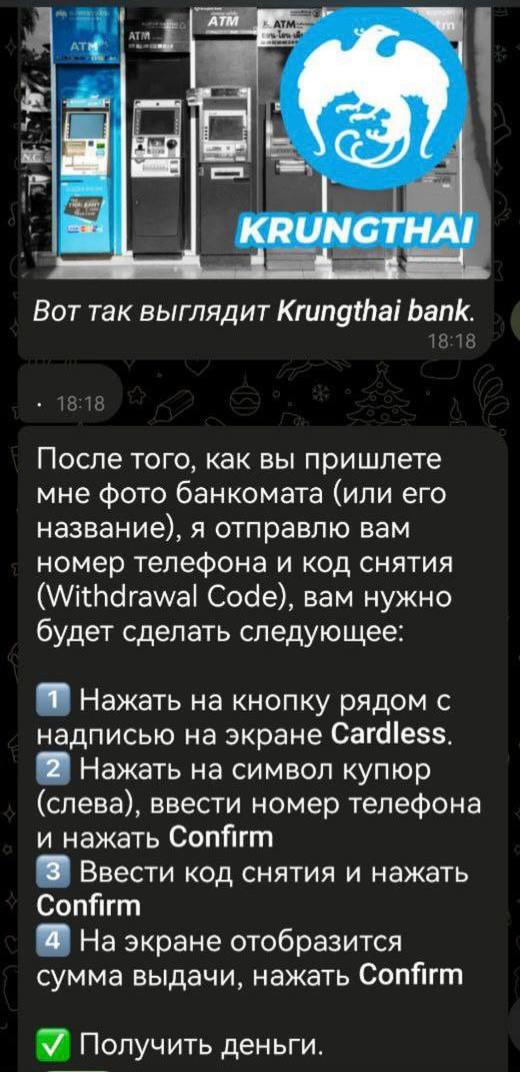 ATM
ATM
ATM
ATM
KRUNGTHAI
Вот так выглядит Krungthai bank.
18:18
. 18:18
После того, как вы пришлете
мне фото банкомата (или его
название), я отправлю вам
номер телефона и код снятия
(Withdrawal Code), вам нужно
будет сделать следующее:
1 Нажать на кнопку рядом с
надписью на экране Cardless.
2 Нажать на символ купюр
(слева), ввести номер телефона
и нажать Confirm
3 Ввести код снятия и нажать
Confirm
4 На экране отобразится
сумма выдачи, нажать Confirm
✅ Получить деньги.